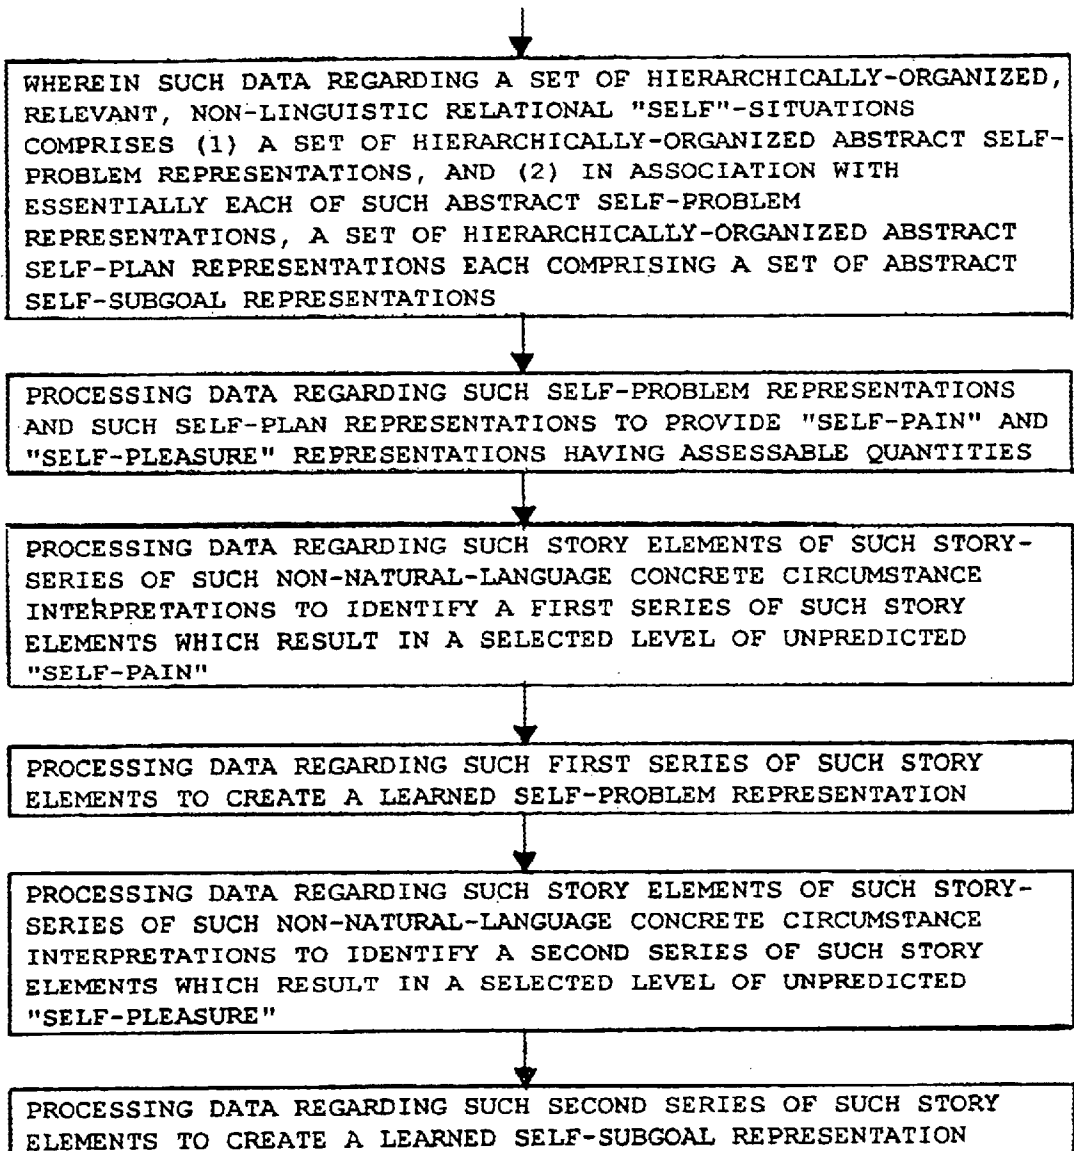 WHEREIN SUCH DATA REGARDING A SET OF HIERARCHICALLY-ORGANIZED,
RELEVANT, NON-LINGUISTIC RELATIONAL "SELF"-SITUATIONS
COMPRISES (1) A SET OF HIERARCHICALLY-ORGANIZED ABSTRACT SELF-
PROBLEM REPRESENTATIONS, AND (2) IN ASSOCIATION WITH
ESSENTIALLY EACH OF SUCH ABSTRACT SELF-PROBLEM
REPRESENTATIONS, A SET OF HIERARCHICALLY-ORGANIZED ABSTRACT
SELF-PLAN REPRESENTATIONS EACH COMPRISING A SET OF ABSTRACT
SELF-SUBGOAL REPRESENTATIONS
PROCESSING DATA REGARDING SUCH SELF-PROBLEM REPRESENTATIONS
AND SUCH SELF-PLAN REPRESENTATIONS TO PROVIDE "SELF-PAIN" AND
"SELF-PLEASURE" REPRESENTATIONS HAVING ASSESSABLE QUANTITIES
PROCESSING DATA REGARDING SUCH STORY ELEMENTS OF SUCH STORY-
SERIES OF SUCH NON-NATURAL-LANGUAGE CONCRETE CIRCUMSTANCE
INTERPRETATIONS TO IDENTIFY A FIRST SERIES OF SUCH STORY
ELEMENTS WHICH RESULT IN A SELECTED LEVEL OF UNPREDICTED
"SELF-PAIN"
PROCESSING DATA REGARDING SUCH FIRST SERIES OF SUCH STORY
ELEMENTS TO CREATE A LEARNED SELF-PROBLEM REPRESENTATION
PROCESSING DATA REGARDING SUCH STORY ELEMENTS OF SUCH STORY-
SERIES OF SUCH NON-NATURAL-LANGUAGE CONCRETE CIRCUMSTANCE
INTERPRETATIONS TO IDENTIFY A SECOND SERIES OF SUCH STORY
ELEMENTS WHICH RESULT IN A SELECTED LEVEL OF UNPREDICTED
"SELF-PLEASURE"
PROCESSING DATA REGARDING SUCH SECOND SERIES OF SUCH STORY
ELEMENTS TO CREATE A LEARNED SELF-SUBGOAL REPRESENTATION